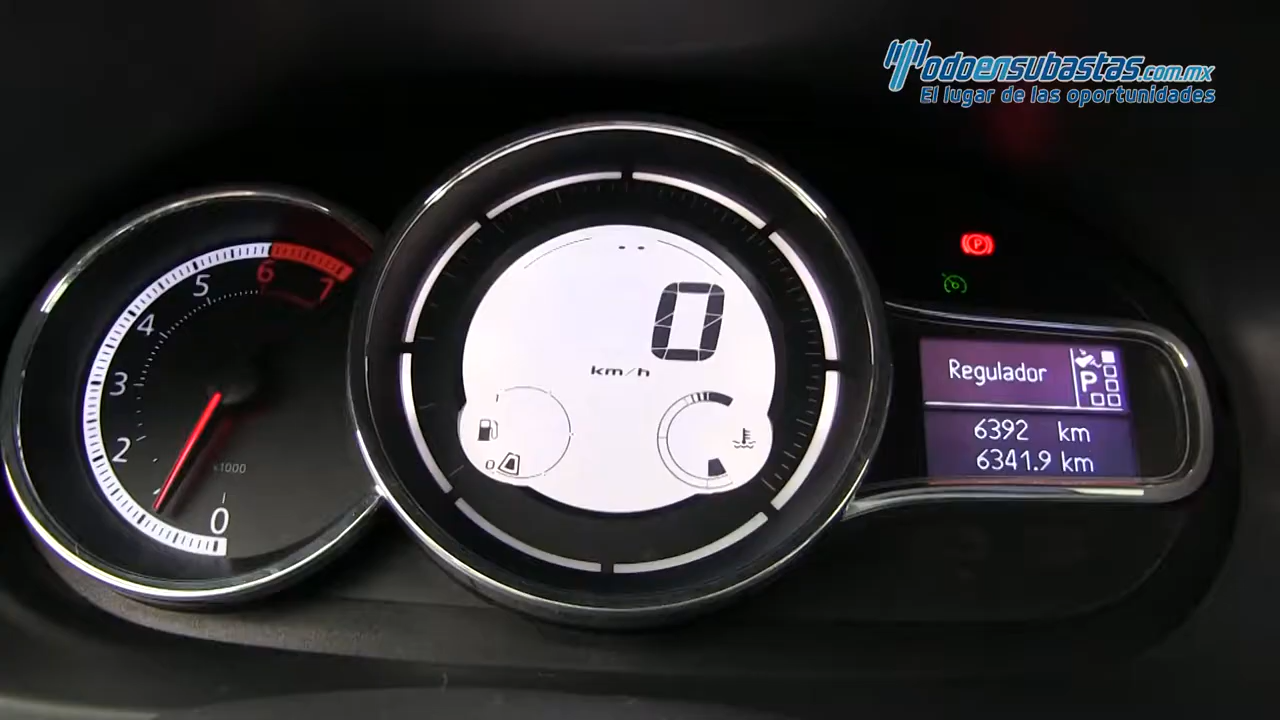 Todoensubastas.com.mx
El lugar de las oportunidades
7
6
5
4
3
2
x1000
0
0
km/h
0
P
Regulador
P
6392 km
6341.9 km